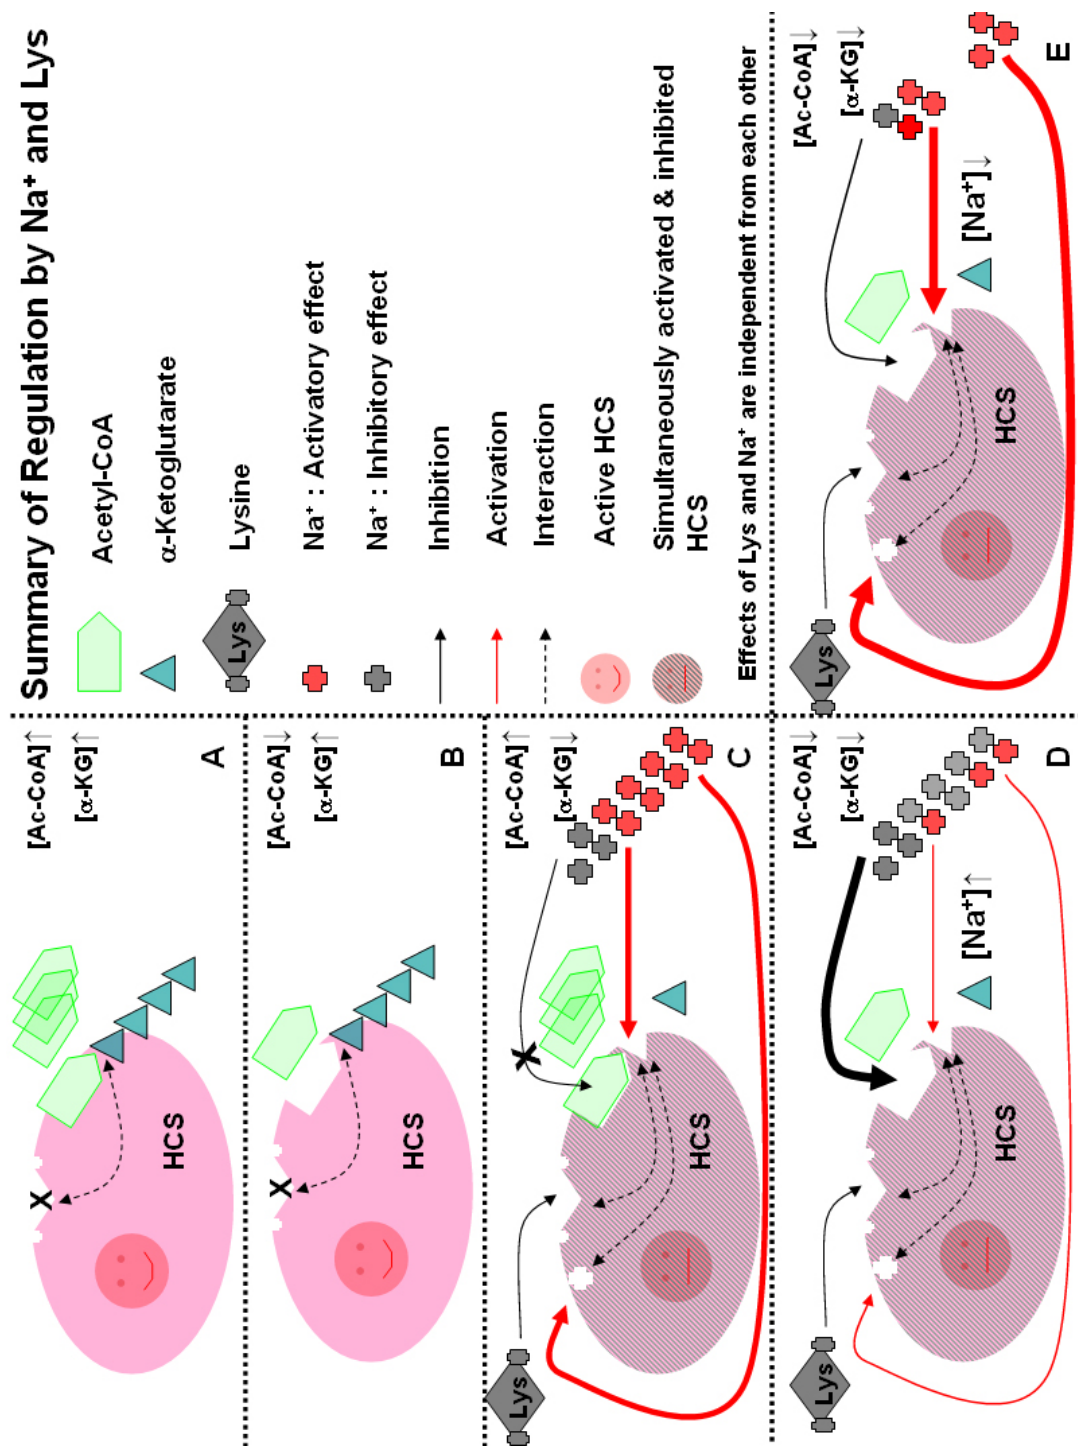 Summary of Regulation by Na⁺ and Lys
Acetyl-CoA
α-Ketoglutarate
Lys
Lysine
Na⁺ : Activatory effect
Na⁺ : Inhibitory effect
Inhibition
Activation
Interaction
Active HCS
Simultaneously activated & inhibited
HCS
Effects of Lys and Na⁺ are independent from each other
[Ac-CoA]↑
[α-KG]↑
X
HCS
A
[Ac-CoA]↓
[α-KG]↑
X
HCS
B
[Ac-CoA]↑
[α-KG]↓
X
Lys
HCS
C
[Ac-CoA]↓
[α-KG]↓
Lys
[Na⁺]↑
HCS
D
[Ac-CoA]↓
[α-KG]↓
Lys
[Na⁺]↓
HCS
E